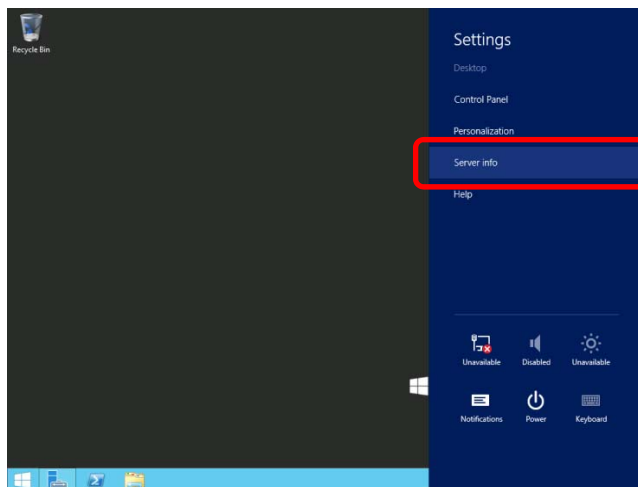 Recycle Bin
Settings
Desktop
Control Panel
Personalization
Server info
Help
Unavailable
Disabled
Unavailable
Notifications
Power
Keyboard